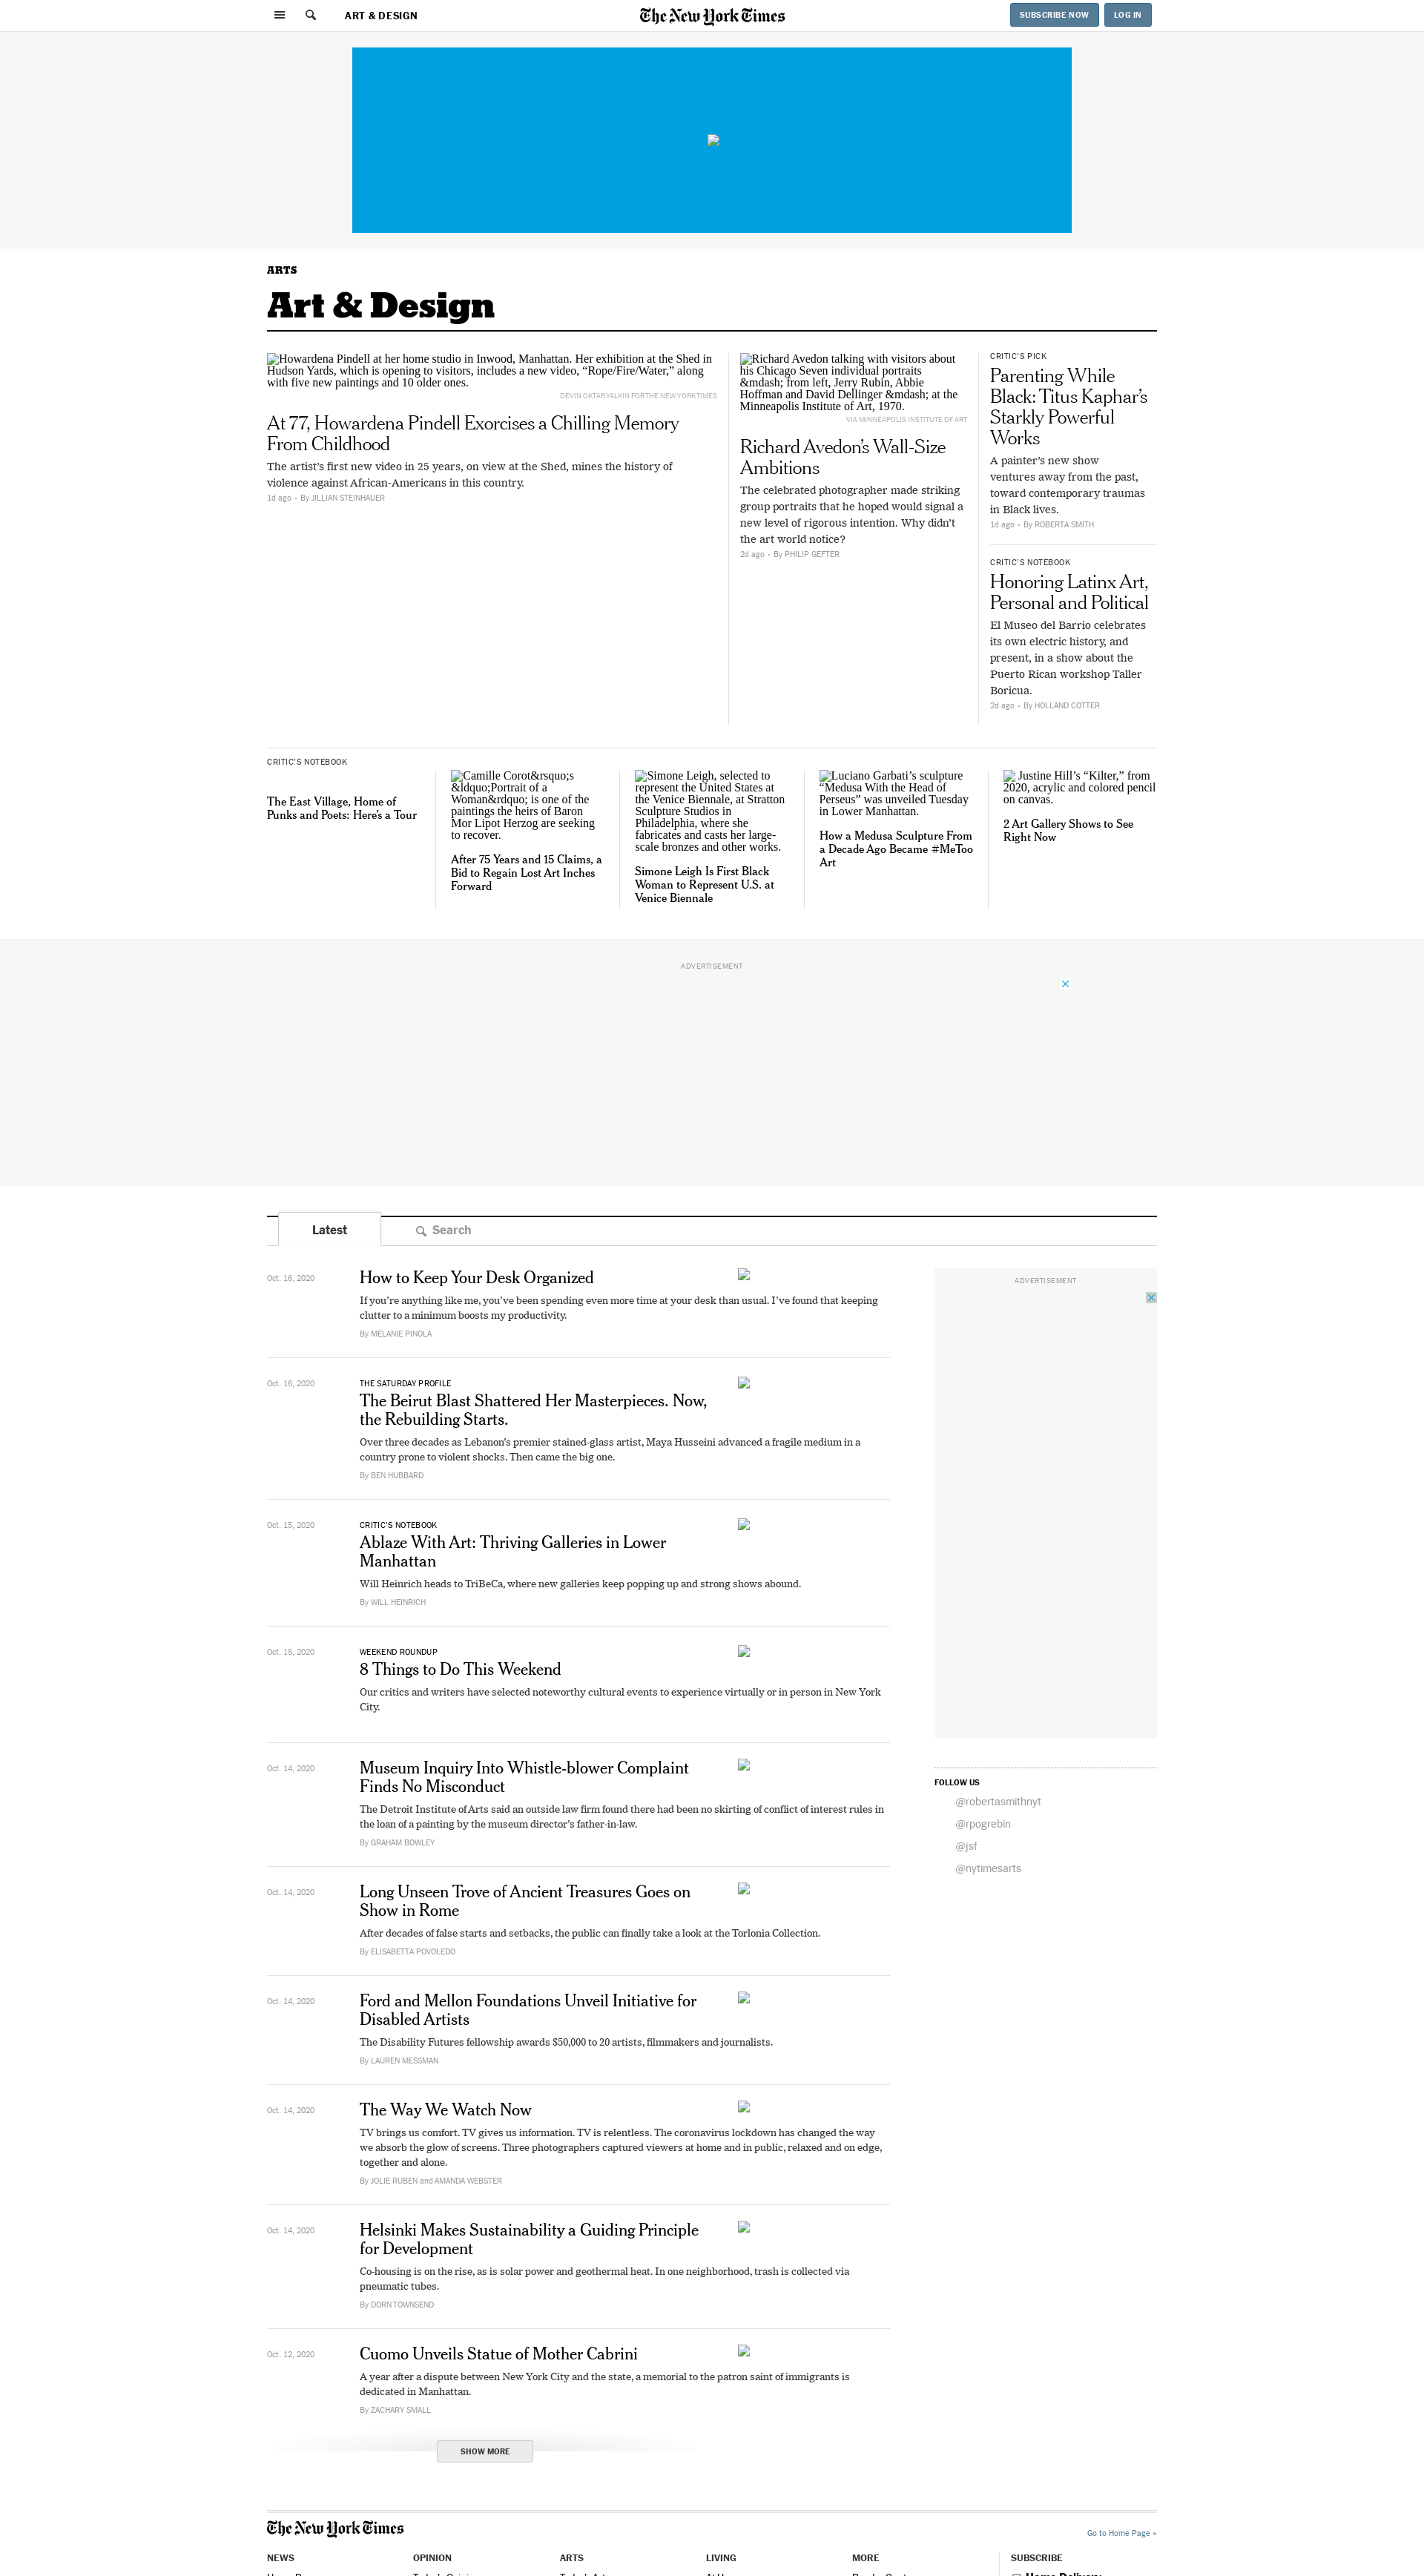 ART & DESIGN
The New York Times
SUBSCRIBE NOW
LOG IN
ARTS
Art & Design
Howardena Pindell at her home studio in Inwood, Manhattan. Her exhibition at the Shed in
Hudson Yards, which is opening to visitors, includes a new video, “Rope/Fire/Water,” along
with five new paintings and 10 older ones.
DEVIN OKTAR YALKIN FOR THE NEW YORK TIMES
At 77, Howardena Pindell Exorcises a Chilling Memory
From Childhood
The artist’s first new video in 25 years, on view at the Shed, mines the history of
violence against African-Americans in this country.
1d ago • By JILLIAN STEINHAUER
Richard Avedon talking with visitors about
his Chicago Seven individual portraits
&mdash; from left, Jerry Rubin, Abbie
Hoffman and David Dellinger &mdash; at the
Minneapolis Institute of Art, 1970.
VIA MINNEAPOLIS INSTITUTE OF ART
Richard Avedon’s Wall-Size
Ambitions
The celebrated photographer made striking
group portraits that he hoped would signal a
new level of rigorous intention. Why didn’t
the art world notice?
2d ago • By PHILIP GEFTER
CRITIC’S PICK
Parenting While
Black: Titus Kaphar’s
Starkly Powerful
Works
A painter’s new show
ventures away from the past,
toward contemporary traumas
in Black lives.
1d ago • By ROBERTA SMITH
CRITIC’S NOTEBOOK
Honoring Latinx Art,
Personal and Political
El Museo del Barrio celebrates
its own electric history, and
present, in a show about the
Puerto Rican workshop Taller
Boricua.
2d ago • By HOLLAND COTTER
CRITIC’S NOTEBOOK
The East Village, Home of
Punks and Poets: Here’s a Tour
Camille Corot&rsquo;s
&ldquo;Portrait of a
Woman&rdquo; is one of the
paintings the heirs of Baron
Mor Lipot Herzog are seeking
to recover.
After 75 Years and 15 Claims, a
Bid to Regain Lost Art Inches
Forward
Simone Leigh, selected to
represent the United States at
the Venice Biennale, at Stratton
Sculpture Studios in
Philadelphia, where she
fabricates and casts her large-
scale bronzes and other works.
Simone Leigh Is First Black
Woman to Represent U.S. at
Venice Biennale
Luciano Garbati’s sculpture
“Medusa With the Head of
Perseus” was unveiled Tuesday
in Lower Manhattan.
How a Medusa Sculpture From
a Decade Ago Became #MeToo
Art
Justine Hill’s “Kilter,” from
2020, acrylic and colored pencil
on canvas.
2 Art Gallery Shows to See
Right Now
ADVERTISEMENT
Latest
Search
Oct. 16, 2020
How to Keep Your Desk Organized
If you’re anything like me, you’ve been spending even more time at your desk than usual. I’ve found that keeping
clutter to a minimum boosts my productivity.
By MELANIE PINOLA
Oct. 16, 2020
THE SATURDAY PROFILE
The Beirut Blast Shattered Her Masterpieces. Now,
the Rebuilding Starts.
Over three decades as Lebanon’s premier stained-glass artist, Maya Husseini advanced a fragile medium in a
country prone to violent shocks. Then came the big one.
By BEN HUBBARD
Oct. 15, 2020
CRITIC’S NOTEBOOK
Ablaze With Art: Thriving Galleries in Lower
Manhattan
Will Heinrich heads to TriBeCa, where new galleries keep popping up and strong shows abound.
By WILL HEINRICH
Oct. 15, 2020
WEEKEND ROUNDUP
8 Things to Do This Weekend
Our critics and writers have selected noteworthy cultural events to experience virtually or in person in New York
City.
Oct. 14, 2020
Museum Inquiry Into Whistle-blower Complaint
Finds No Misconduct
The Detroit Institute of Arts said an outside law firm found there had been no skirting of conflict of interest rules in
the loan of a painting by the museum director’s father-in-law.
By GRAHAM BOWLEY
Oct. 14, 2020
Long Unseen Trove of Ancient Treasures Goes on
Show in Rome
After decades of false starts and setbacks, the public can finally take a look at the Torlonia Collection.
By ELISABETTA POVOLEDO
Oct. 14, 2020
Ford and Mellon Foundations Unveil Initiative for
Disabled Artists
The Disability Futures fellowship awards $50,000 to 20 artists, filmmakers and journalists.
By LAUREN MESSMAN
Oct. 14, 2020
The Way We Watch Now
TV brings us comfort. TV gives us information. TV is relentless. The coronavirus lockdown has changed the way
we absorb the glow of screens. Three photographers captured viewers at home and in public, relaxed and on edge,
together and alone.
By JOLIE RUBEN and AMANDA WEBSTER
Oct. 14, 2020
Helsinki Makes Sustainability a Guiding Principle
for Development
Co-housing is on the rise, as is solar power and geothermal heat. In one neighborhood, trash is collected via
pneumatic tubes.
By DORN TOWNSEND
Oct. 12, 2020
Cuomo Unveils Statue of Mother Cabrini
A year after a dispute between New York City and the state, a memorial to the patron saint of immigrants is
dedicated in Manhattan.
By ZACHARY SMALL
SHOW MORE
ADVERTISEMENT
FOLLOW US
@robertasmithnyt
@rpogrebin
@jsf
@nytimesarts
The New York Times
Go to Home Page »
NEWS
OPINION
ARTS
MORE
LIVING
SUBSCRIBE